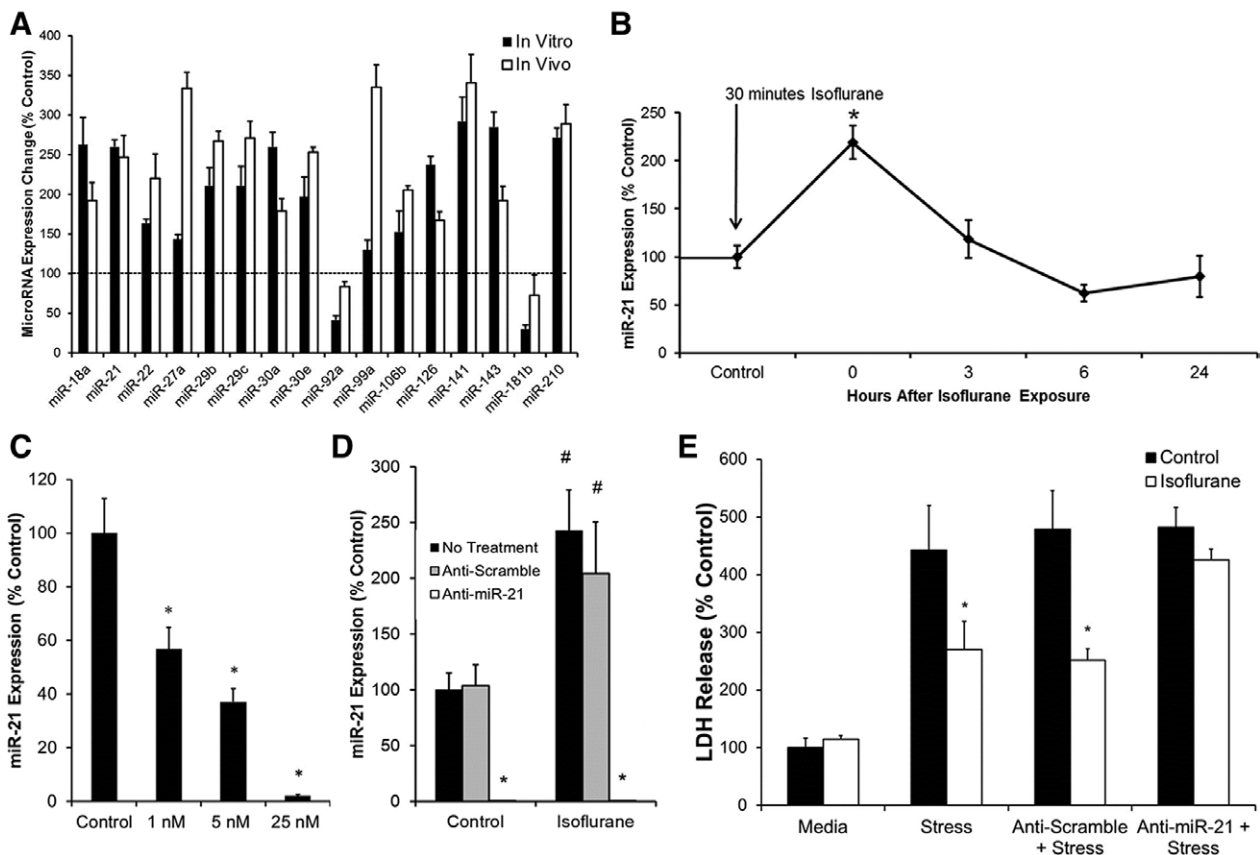 A
MicroRNA Expression Change (% Control)
400
350
300
250
200
150
100
50
0
In Vitro
In Vivo
miR-18a
miR-21
miR-22
miR-27a
miR-29b
miR-29c
miR-30a
miR-30e
miR-92a
miR-99a
miR-106b
miR-126
miR-141
miR-143
miR-181b
miR-210
B
30 minutes Isoflurane
miR-21 Expression (% Control)
250
200
150
100
50
0
*
Control 0 3 6 24
Hours After Isoflurane Exposure
C
miR-21 Expression (% Control)
120
100
80
60
40
20
0
*
*
*
Control 1 nM 5 nM 25 nM
D
miR-21 Expression (% Control)
300
250
200
150
100
50
0
# #
No Treatment
Anti-Scramble
Anti-miR-21
* *
Control Isoflurane
E
LDH Release (% Control)
600
500
400
300
200
100
0
Control
Isoflurane
*
*
Media Stress Anti-Scramble Anti-miR-21 +
+ Stress Stress